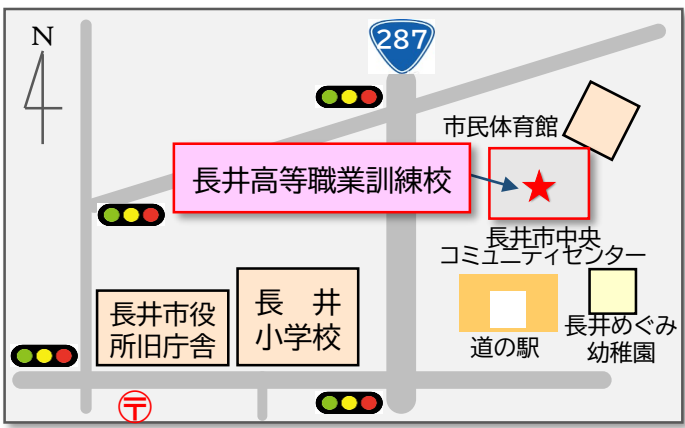 N
287
市民体育館
長井高等職業訓練校
長井市中央
コミュニティセンター
長井市役
所旧庁舎
長井
小学校
道の駅
長井めぐみ
幼稚園
〒